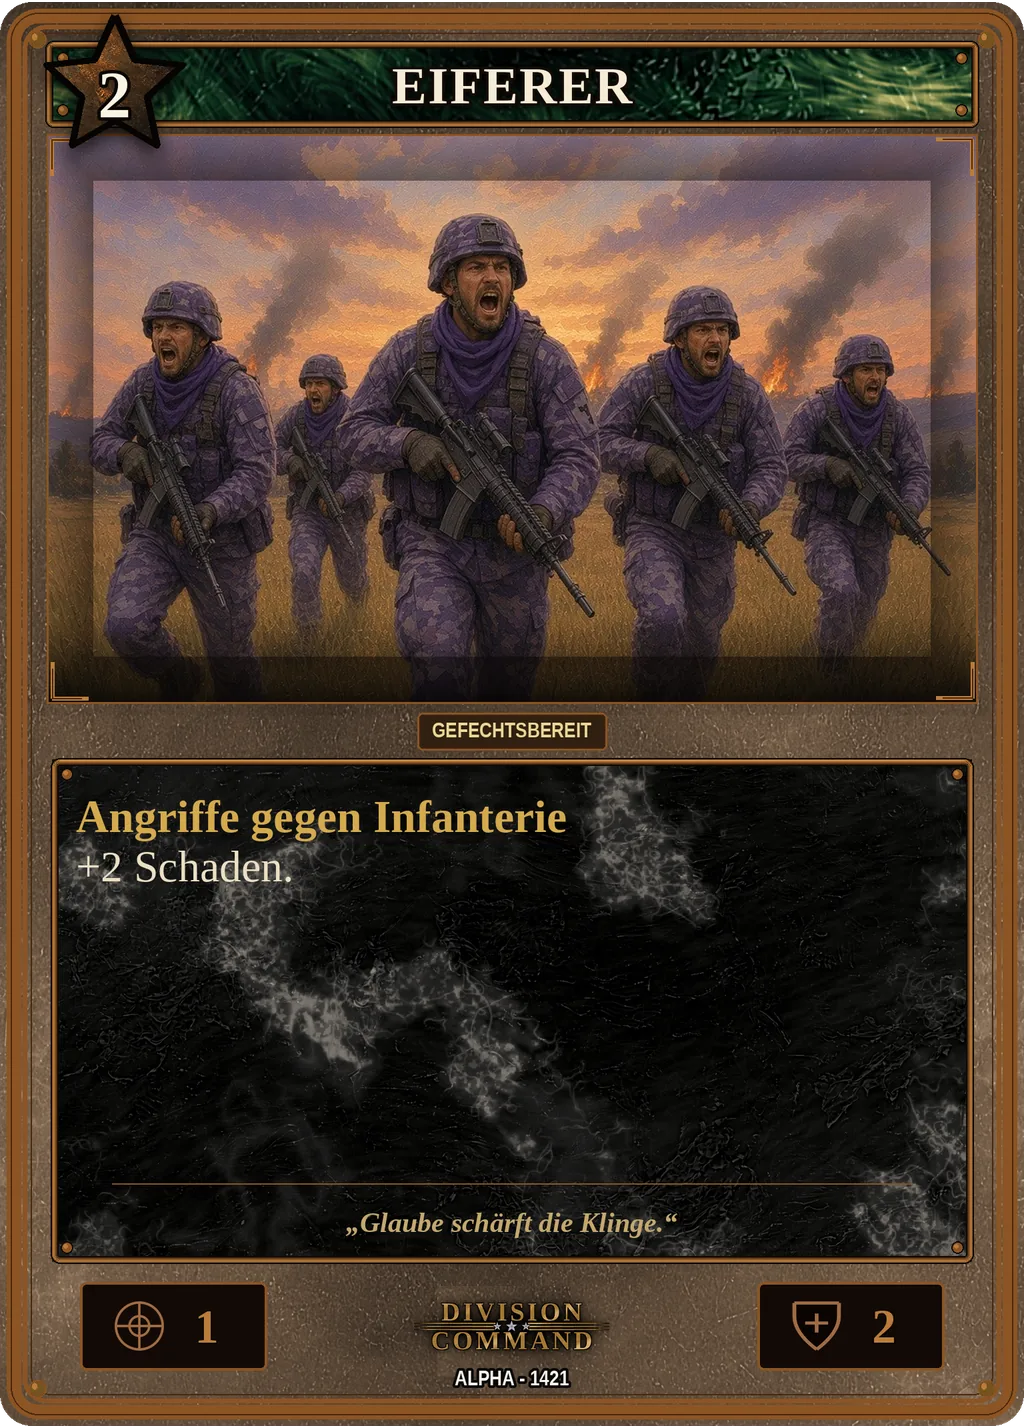 2
EIFERER
GEFECHTSBEREIT
Angriffe gegen Infanterie
+2 Schaden.
„Glaube schärft die Klinge.“
1
DIVISION
COMMAND
2
ALPHA - 1421